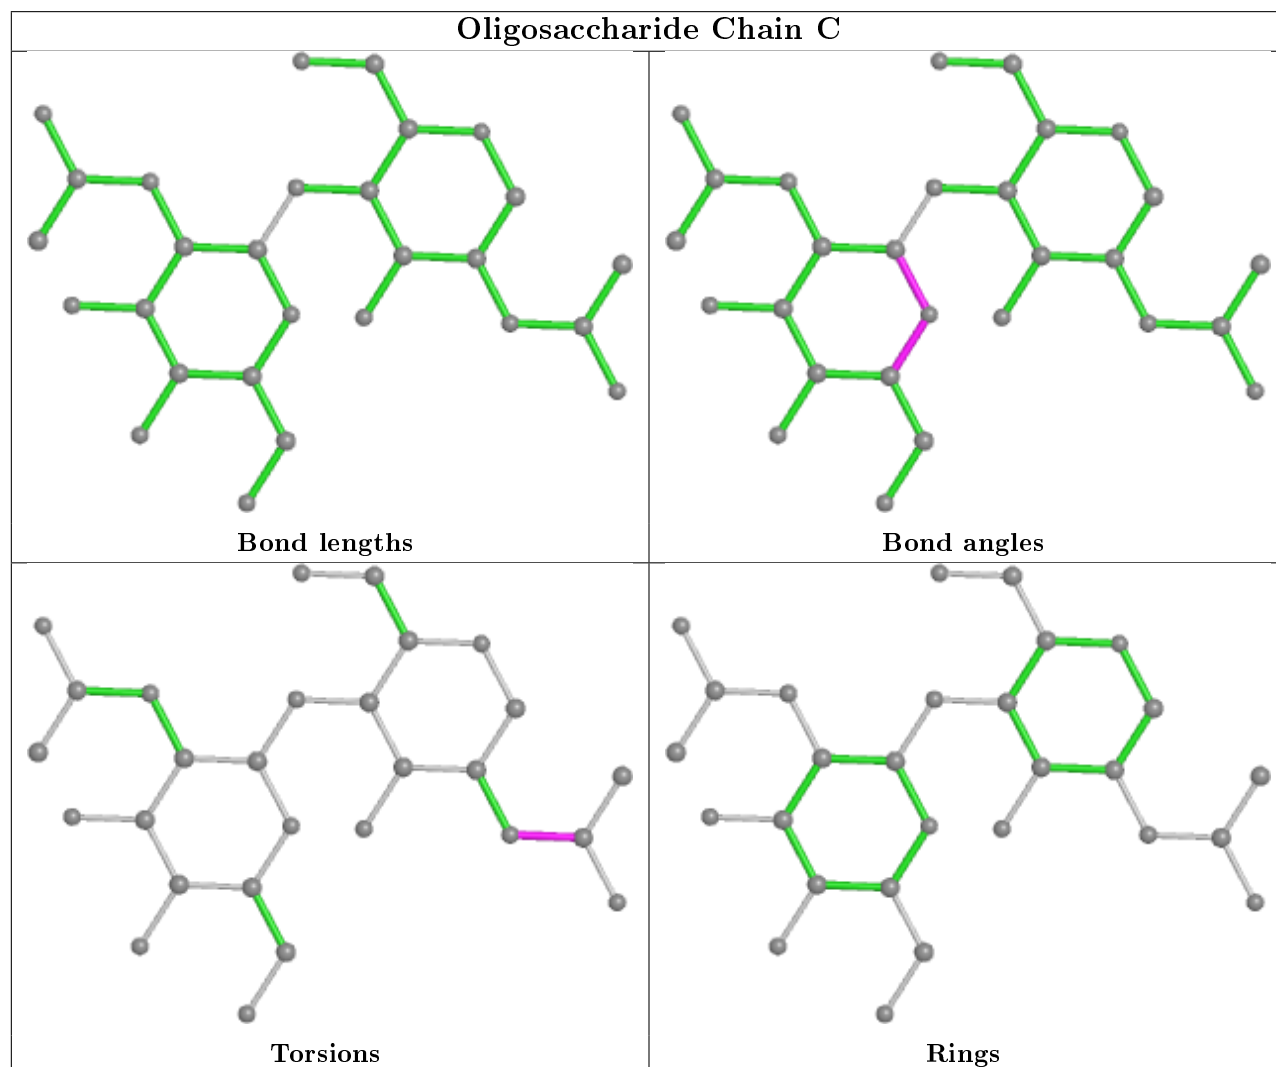 Oligosaccharide Chain C
Bond lengths
Bond angles
Torsions
Rings